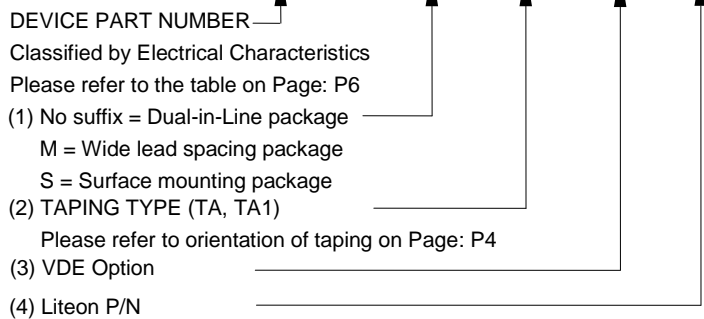 DEVICE PART NUMBER
Classified by Electrical Characteristics
Please refer to the table on Page: P6
(1) No suffix = Dual-in-Line package
M = Wide lead spacing package
S = Surface mounting package
(2) TAPING TYPE (TA, TA1)
Please refer to orientation of taping on Page: P4
(3) VDE Option
(4) Liteon P/N